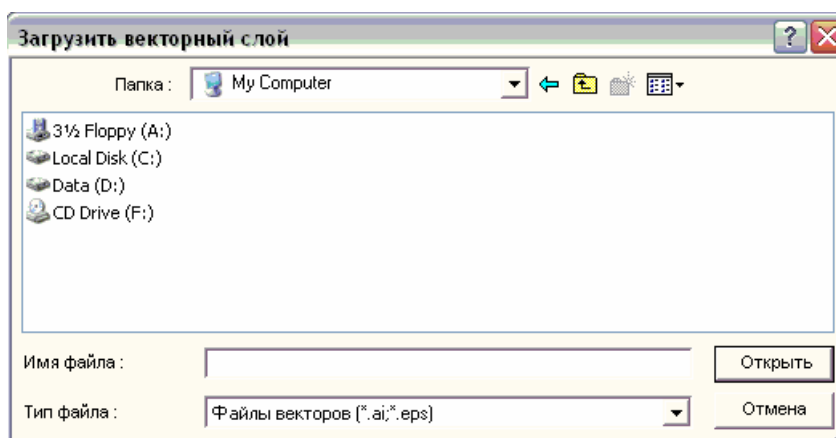 Загрузить векторный слой
Папка : My Computer
3½ Floppy (A:)
Local Disk (C:)
Data (D:)
CD Drive (F:)
Имя файла : Открыть
Тип файла : Файлы векторов (*.ai;*.eps) Отмена